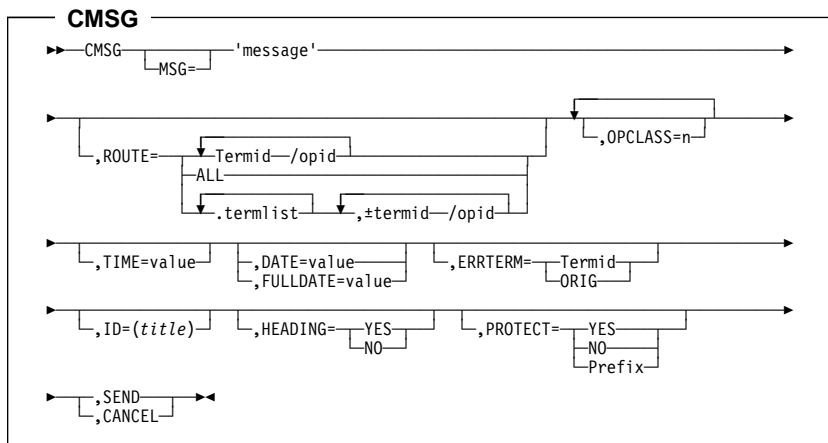 CMSG
CMSG 'message'
MSG=
,ROUTE= Termid /opid ,OPCLASS=n
ALL
.termlist ,±termid /opid
,TIME=value ,DATE=value ,ERRTERM= Termid
,FULLDATE=value ORIG
,ID=(title) ,HEADING= YES ,PROTECT= YES
NO NO
Prefix
,SEND
,CANCEL